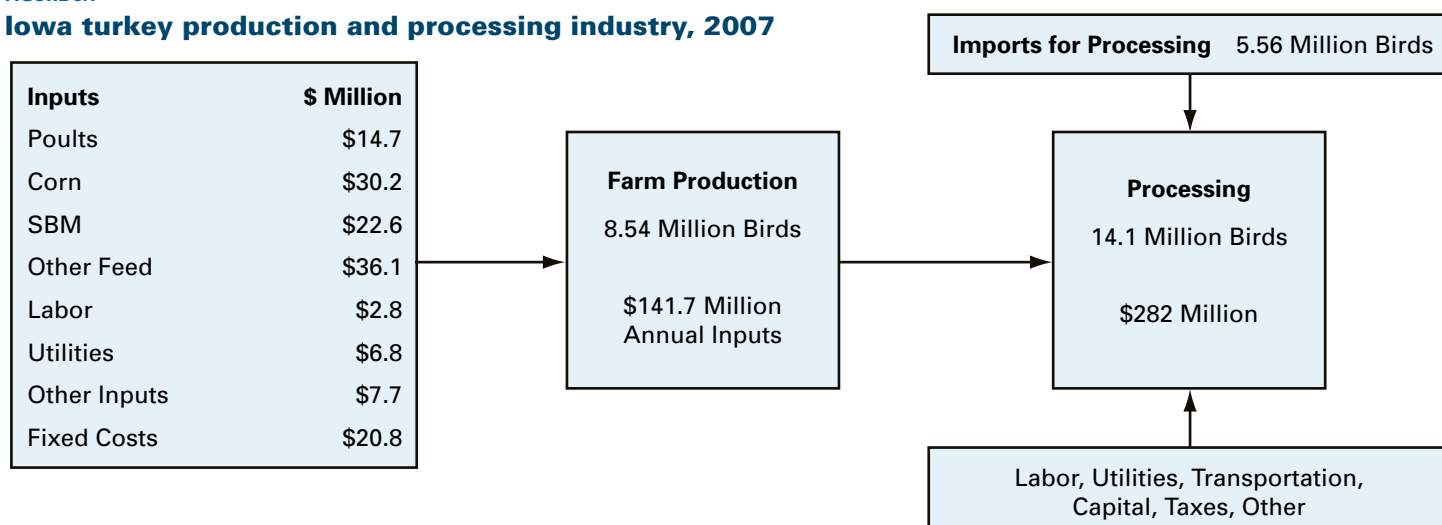 Iowa turkey production and processing industry, 2007
Imports for Processing 5.56 Million Birds
Inputs $ Million
Poults $14.7
Corn $30.2
SBM $22.6
Other Feed $36.1
Labor $2.8
Utilities $6.8
Other Inputs $7.7
Fixed Costs $20.8
Farm Production
8.54 Million Birds
$141.7 Million
Annual Inputs
Processing
14.1 Million Birds
$282 Million
Labor, Utilities, Transportation,
Capital, Taxes, Other